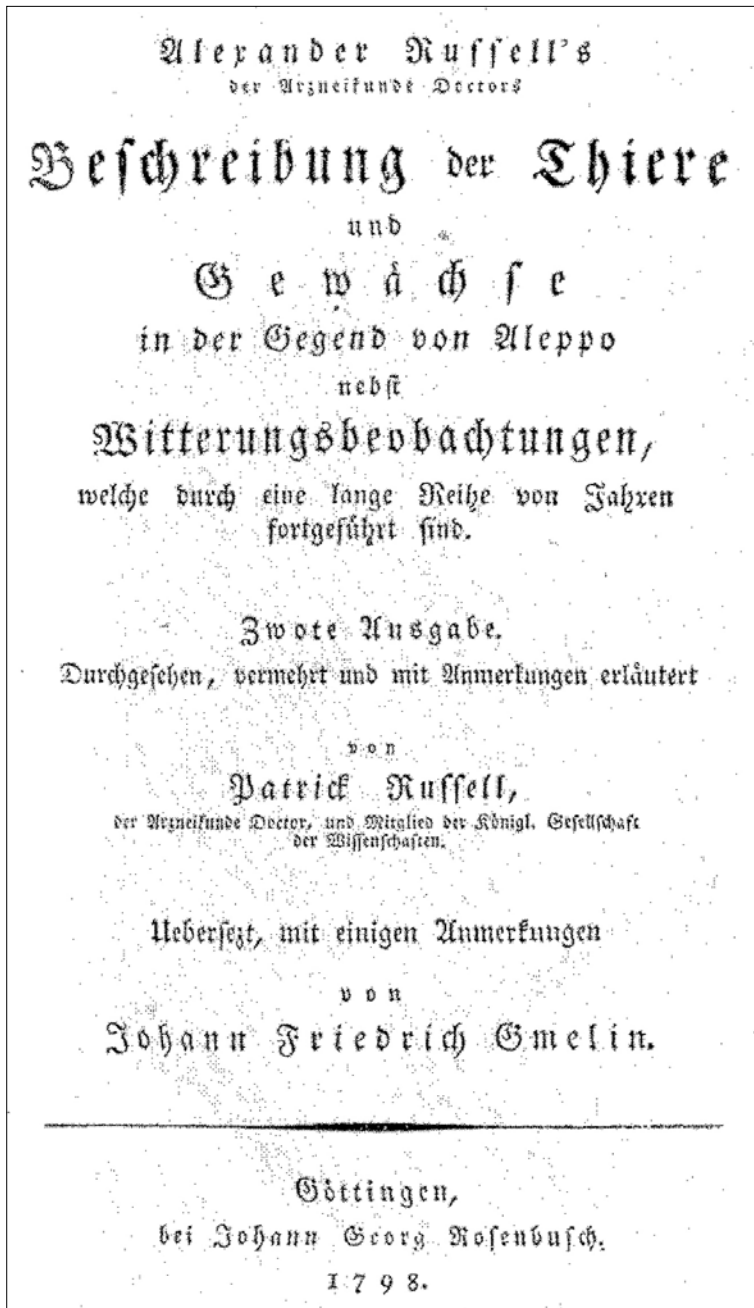 Alexander Russell's
der Arzneikunde Doctors
Beschreibung der Thiere
und
Gewächse
in der Gegend von Aleppo
nebst
Witterungsbeobachtungen,
welche durch eine lange Reihe von Jahren
fortgeführt sind.
Zwote Ausgabe.
Durchgesehen, vermehrt und mit Anmerkungen erläutert
von
Patrick Russell,
der Arzneikunde Doctor, und Mitglied der Königl. Gesellschaft
der Wissenschaften.
Uebersezt, mit einigen Anmerkungen
von
Johann Friedrich Gmelin.
Göttingen,
bei Johann Georg Rosenbusch.
1798.